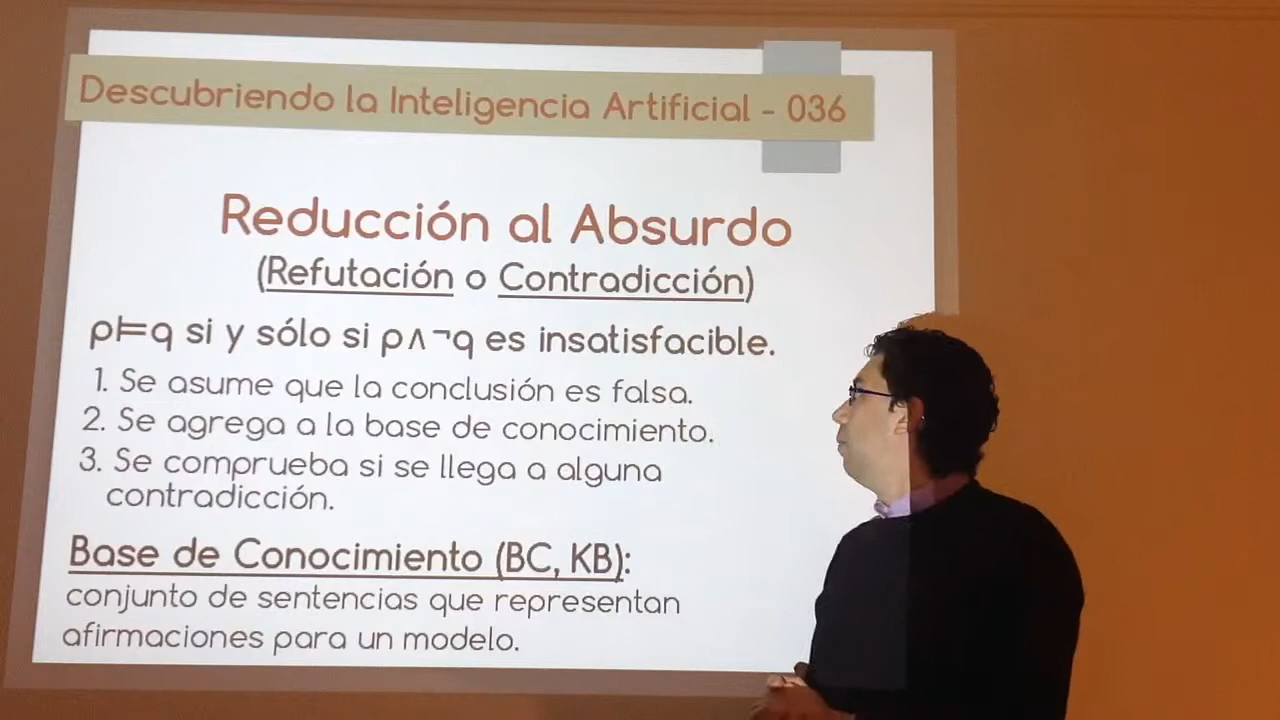 Descubriendo la Inteligencia Artificial - 036
Reducción al Absurdo
(Refutación o Contradicción)
p⊨q si y sólo si p∧¬q es insatisfacible.
1. Se asume que la conclusión es falsa.
2. Se agrega a la base de conocimiento.
3. Se comprueba si se llega a alguna
contradicción.
Base de Conocimiento (BC, KB):
conjunto de sentencias que representan
afirmaciones para un modelo.